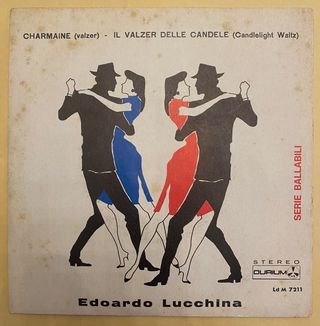 CHARMAINE (valzer) - IL VALZER DELLE CANDELE (Candlelight Waltz)
SERIE BALLABILI
STEREO
DURIUM
Ld M 7211
Edoardo Lucchina